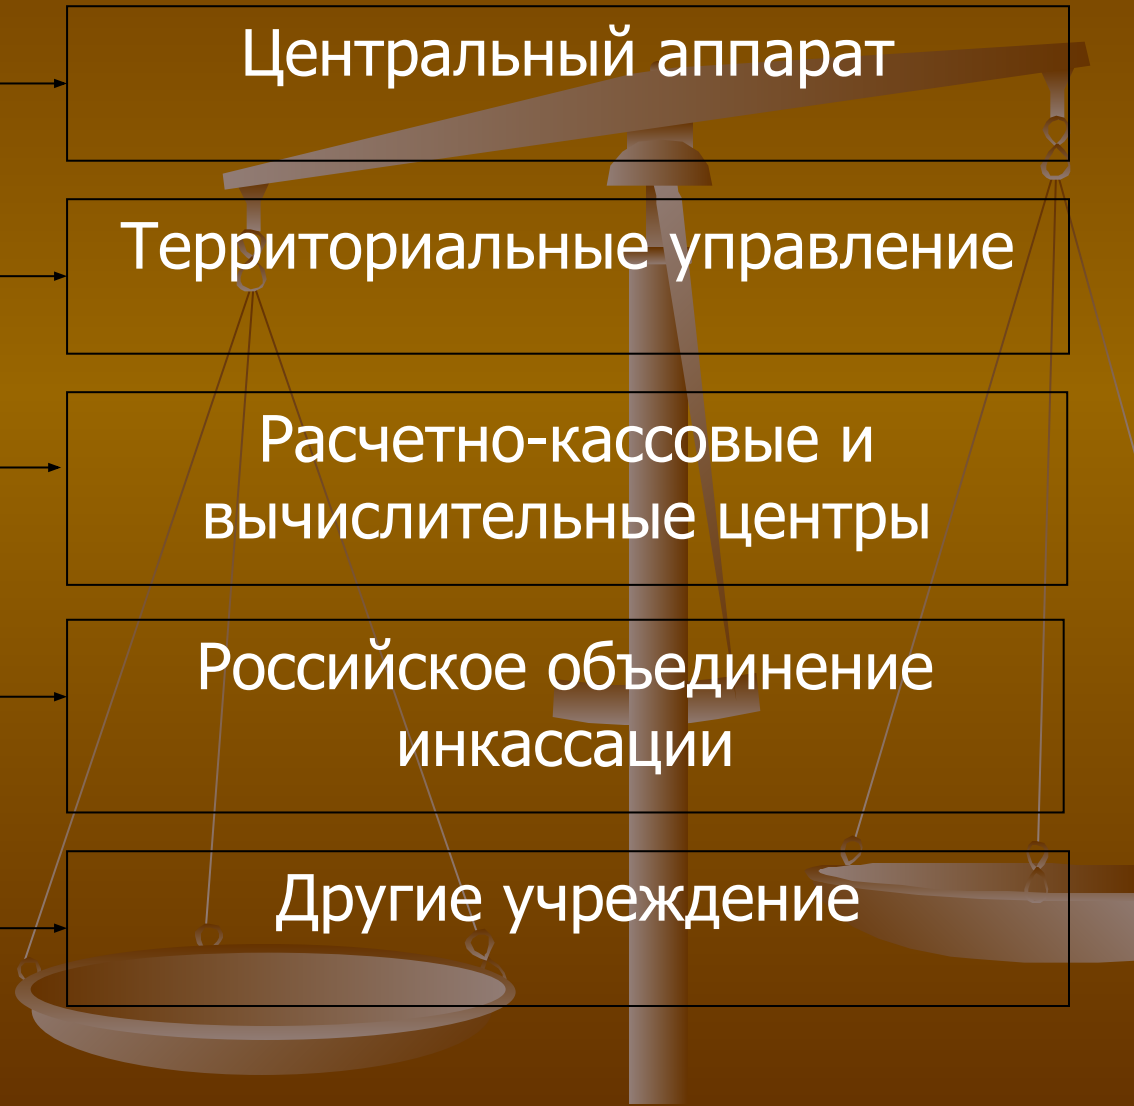 Центральный аппарат
Территориальные управление
Расчетно-кассовые и
вычислительные центры
Российское объединение
инкассации
Другие учреждение